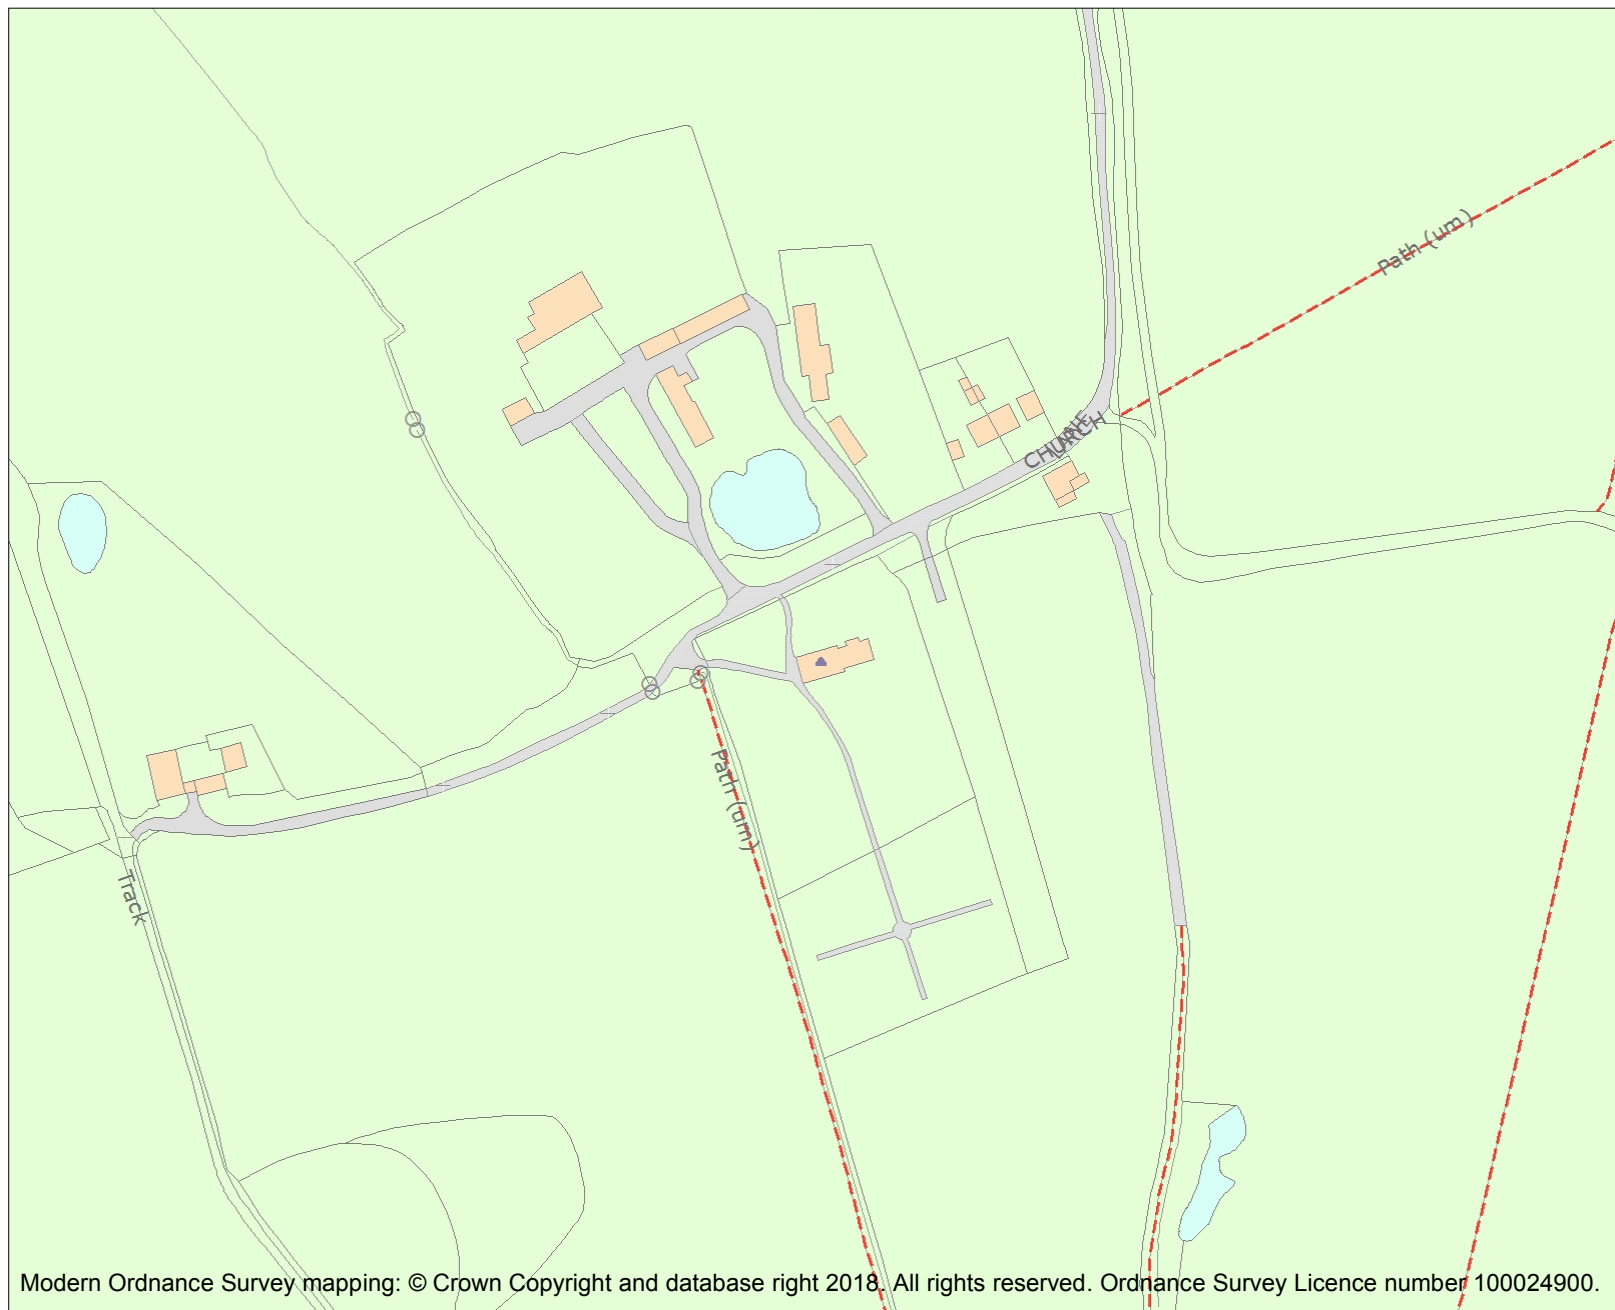 Path (um)
CHURCH
LANE
Path (um)
Track
Modern Ordnance Survey mapping: © Crown Copyright and database right 2018. All rights reserved. Ordnance Survey Licence number 100024900.